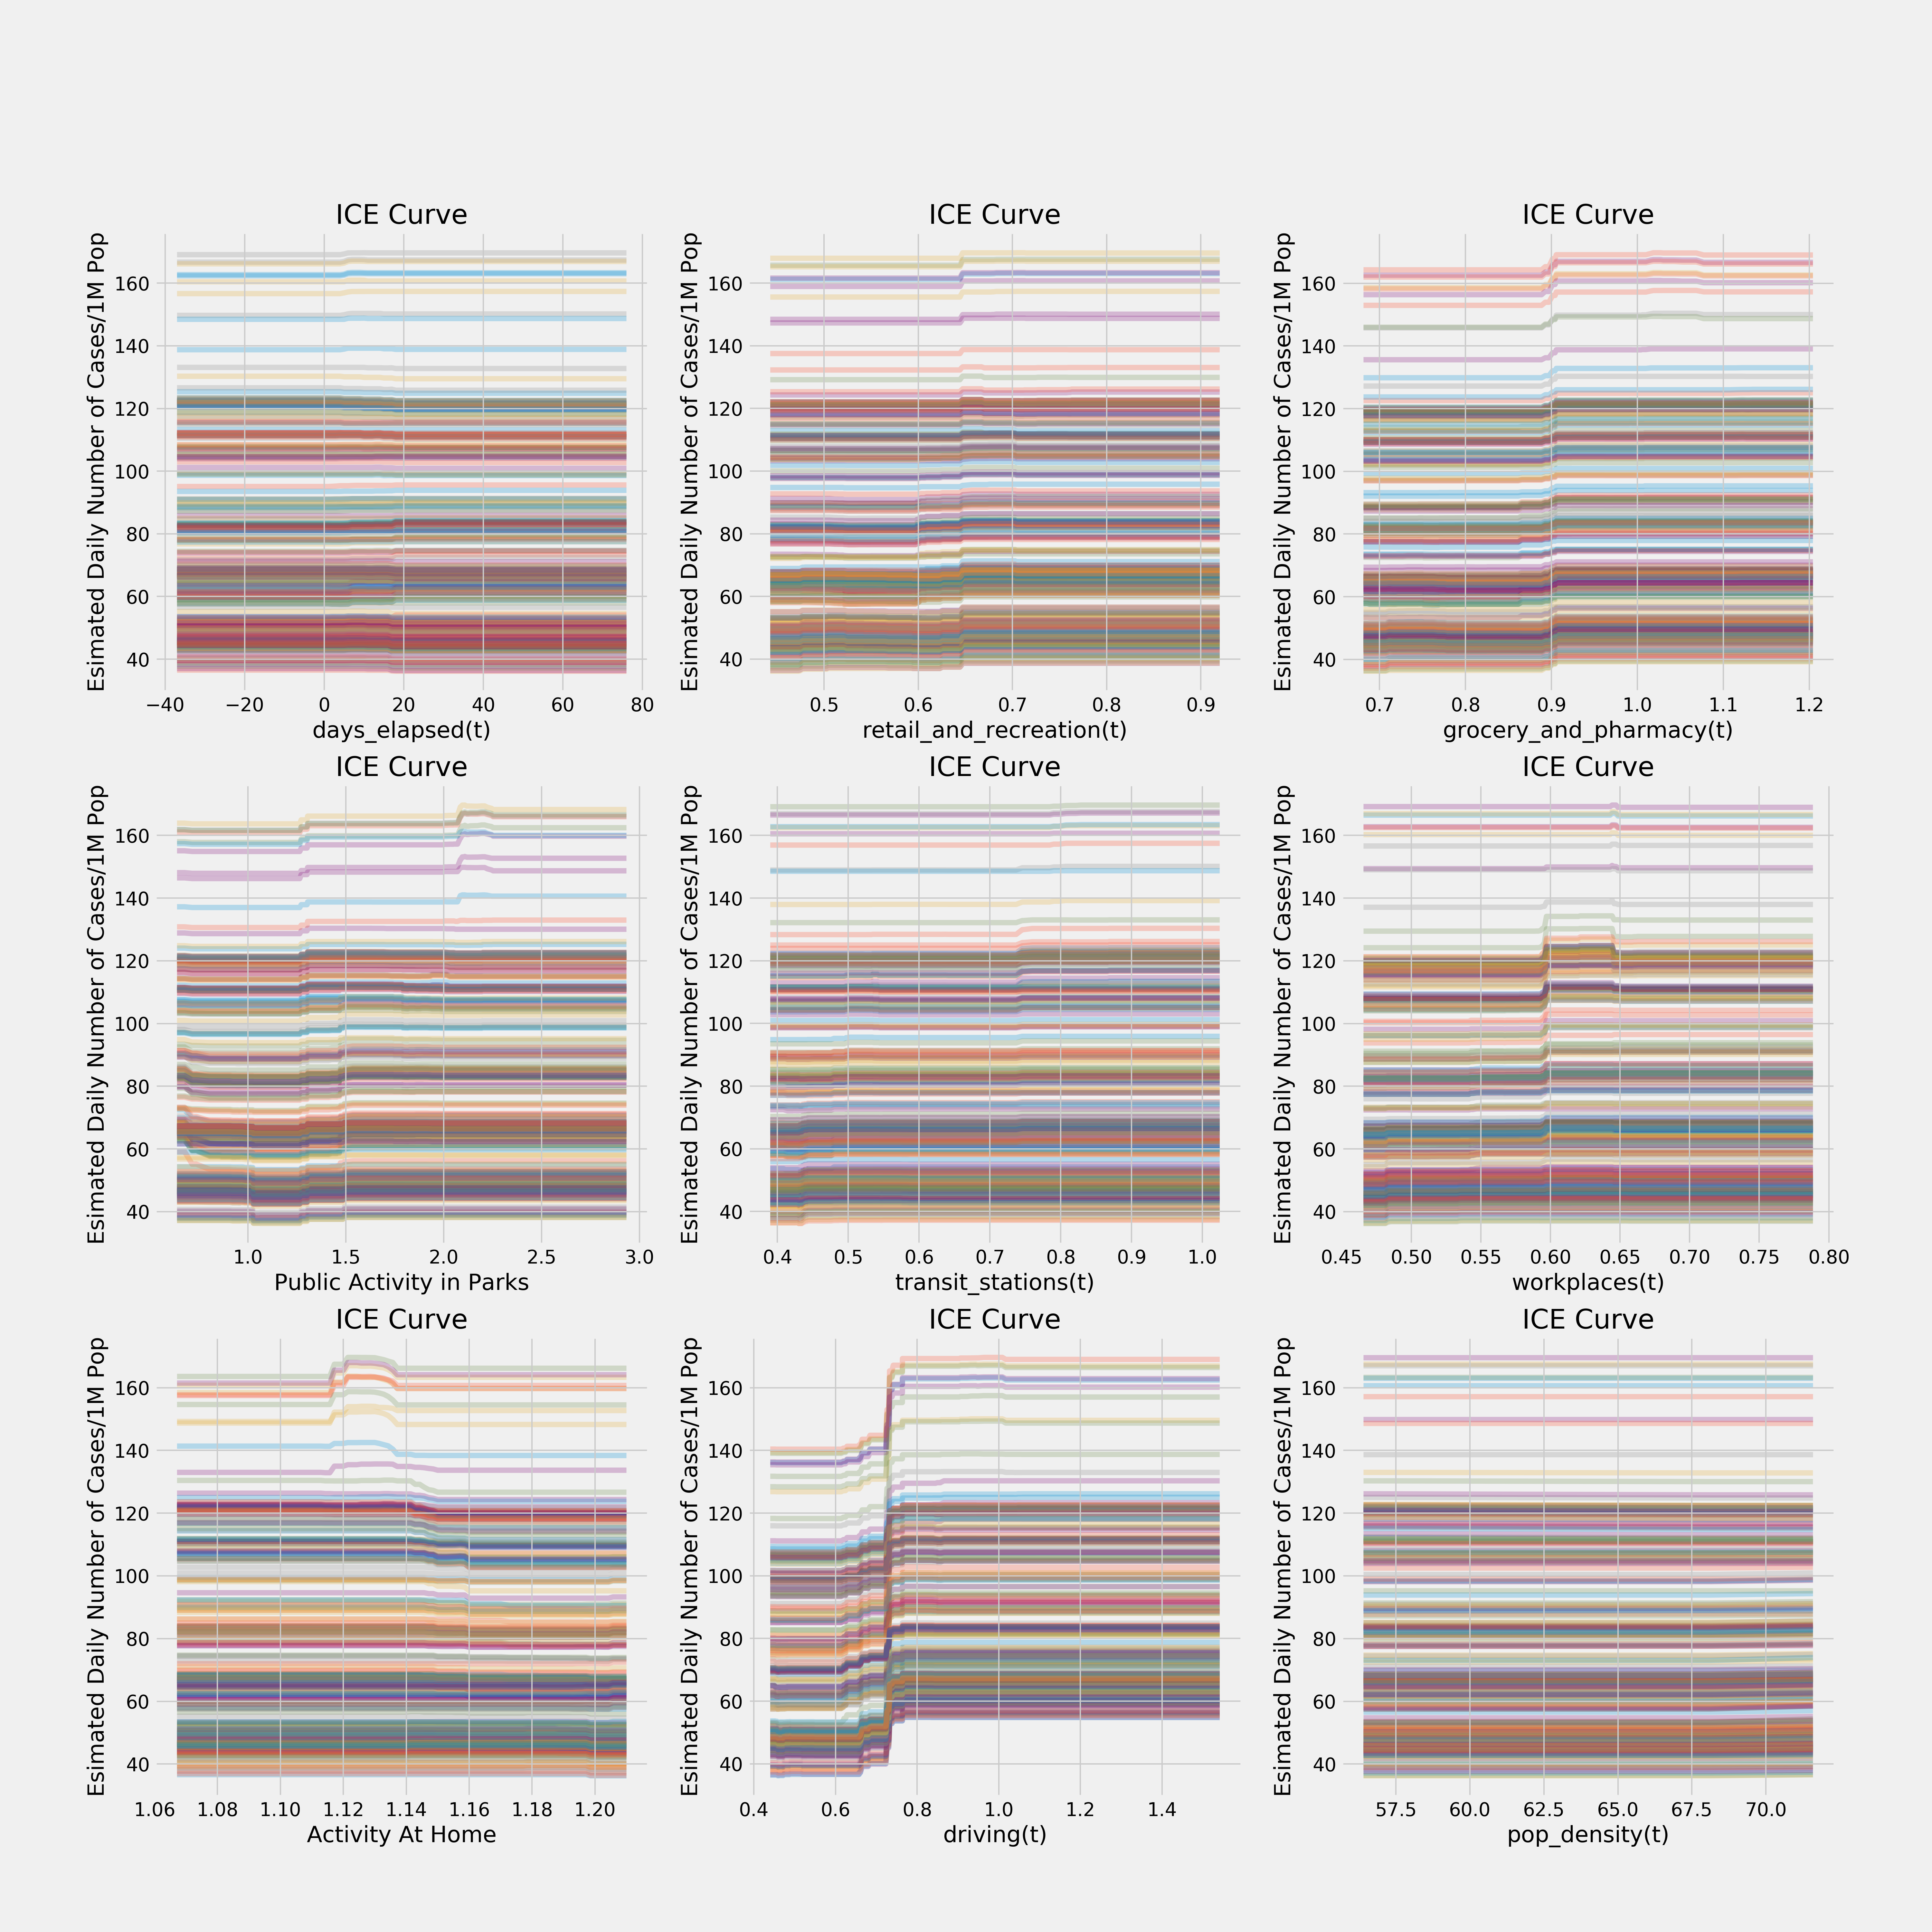 ICE Curve ICE Curve ICE Curve
Esimated Daily Number of Cases/1M Pop
160
140
120
100
80
60
40
−40 −20 0 20 40 60 80
days_elapsed(t)
Esimated Daily Number of Cases/1M Pop
160
140
120
100
80
60
40
0.5 0.6 0.7 0.8 0.9
retail_and_recreation(t)
Esimated Daily Number of Cases/1M Pop
160
140
120
100
80
60
40
0.7 0.8 0.9 1.0 1.1 1.2
grocery_and_pharmacy(t)
ICE Curve ICE Curve ICE Curve
Esimated Daily Number of Cases/1M Pop
160
140
120
100
80
60
40
1.0 1.5 2.0 2.5 3.0
Public Activity in Parks
Esimated Daily Number of Cases/1M Pop
160
140
120
100
80
60
40
0.4 0.5 0.6 0.7 0.8 0.9 1.0
transit_stations(t)
Esimated Daily Number of Cases/1M Pop
160
140
120
100
80
60
40
0.45 0.50 0.55 0.60 0.65 0.70 0.75 0.80
workplaces(t)
ICE Curve ICE Curve ICE Curve
Esimated Daily Number of Cases/1M Pop
160
140
120
100
80
60
40
1.06 1.08 1.10 1.12 1.14 1.16 1.18 1.20
Activity At Home
Esimated Daily Number of Cases/1M Pop
160
140
120
100
80
60
40
0.4 0.6 0.8 1.0 1.2 1.4
driving(t)
Esimated Daily Number of Cases/1M Pop
160
140
120
100
80
60
40
57.5 60.0 62.5 65.0 67.5 70.0
pop_density(t)